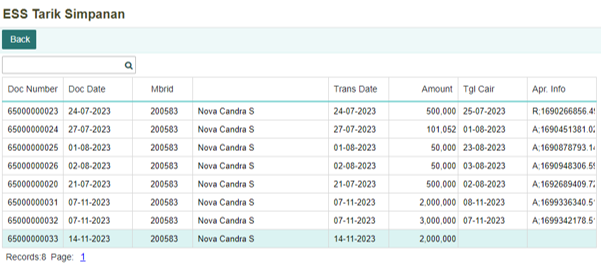 ESS Tarik Simpanan
Back
Doc Number Doc Date Mbrid Trans Date Amount Tgl Cair Apr. Info
65000000023 24-07-2023 200583 Nova Candra S 24-07-2023 500,000 25-07-2023 R;1690266856.4
65000000024 27-07-2023 200583 Nova Candra S 27-07-2023 101,052 01-08-2023 A;1690451381.0
65000000025 01-08-2023 200583 Nova Candra S 01-08-2023 50,000 23-08-2023 A;1690878793.1
65000000026 02-08-2023 200583 Nova Candra S 02-08-2023 50,000 03-08-2023 A;1690948306.5
65000000020 21-07-2023 200583 Nova Candra S 21-07-2023 500,000 02-08-2023 A;1692689409.7
65000000031 07-11-2023 200583 Nova Candra S 07-11-2023 2,000,000 08-11-2023 A;1699336340.5
65000000032 07-11-2023 200583 Nova Candra S 07-11-2023 3,000,000 07-11-2023 A;1699342178.5
65000000033 14-11-2023 200583 Nova Candra S 14-11-2023 2,000,000
Records:8 Page: 1